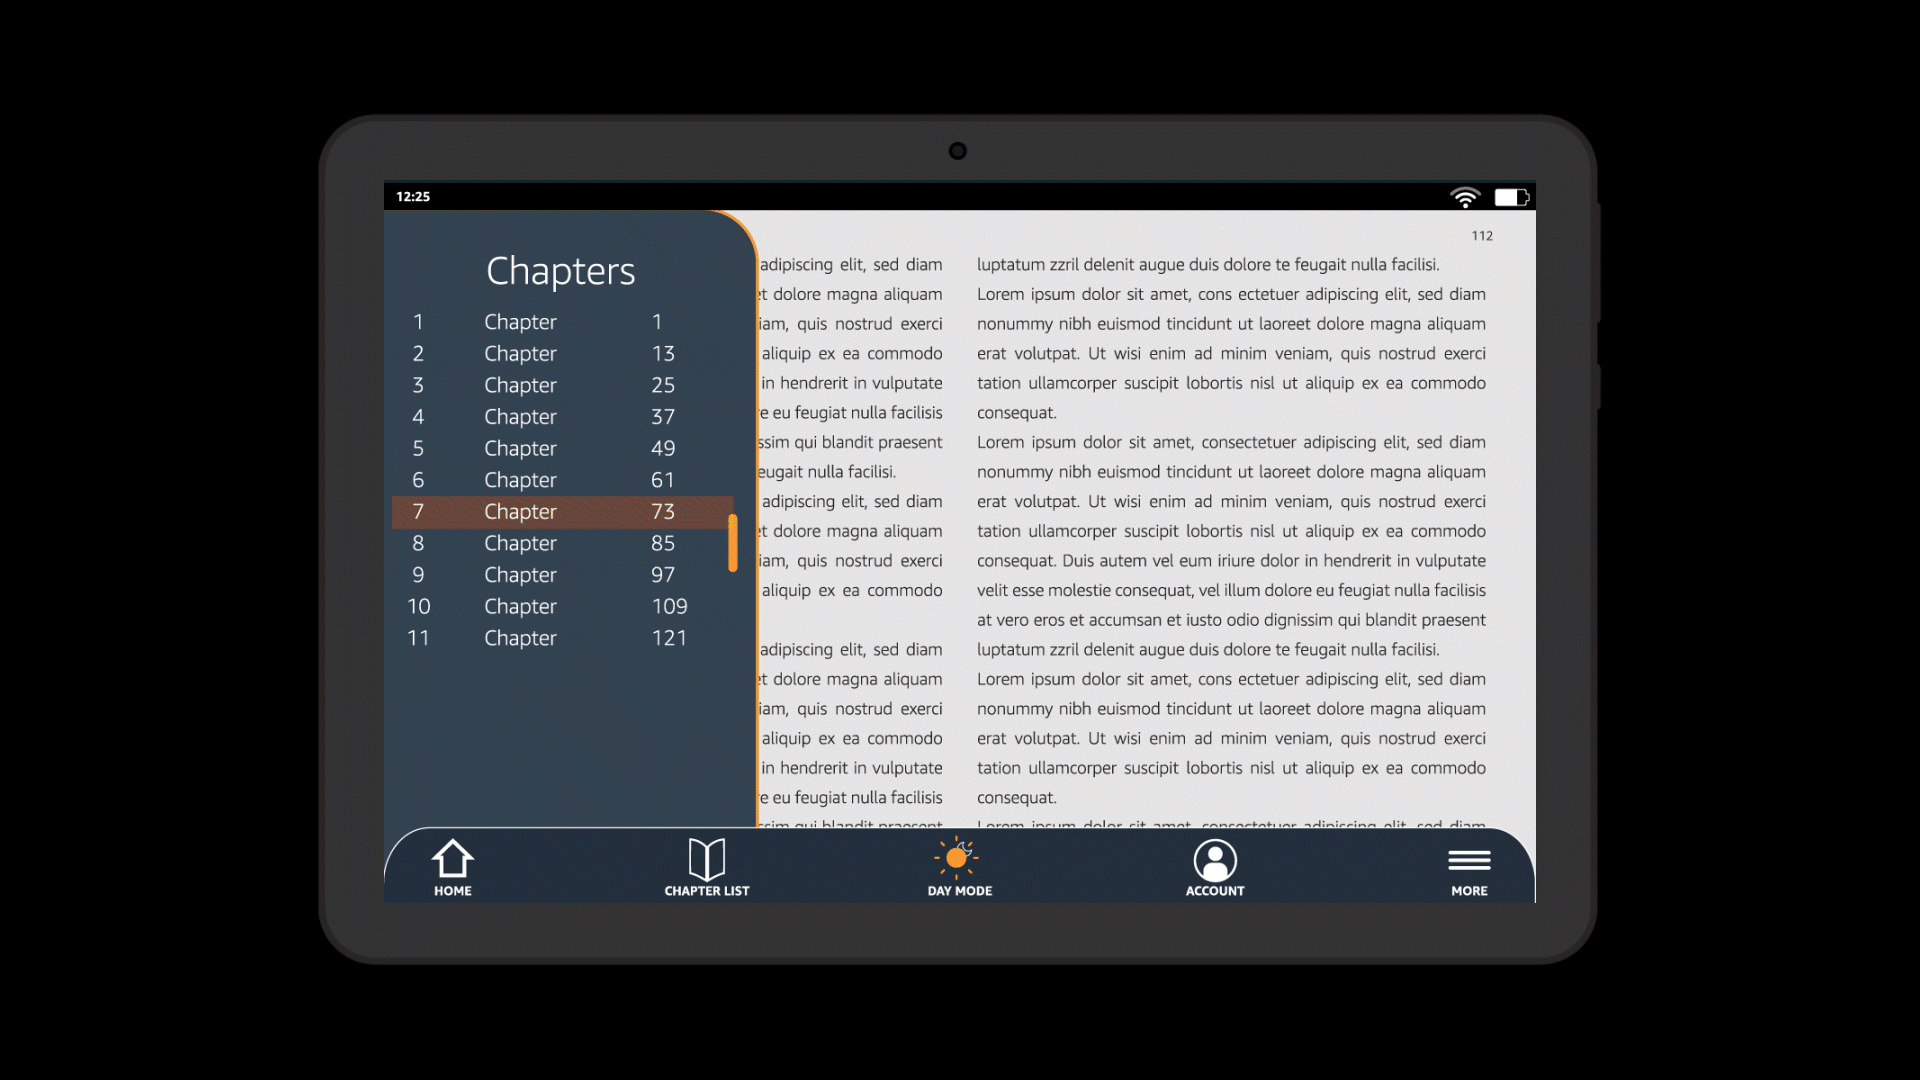 12:25
Chapters
1 Chapter 1
2 Chapter 13
3 Chapter 25
4 Chapter 37
5 Chapter 49
6 Chapter 61
7 Chapter 73
8 Chapter 85
9 Chapter 97
10 Chapter 109
11 Chapter 121
adipiscing elit, sed diam
dolore magna aliquam
quis nostrud exerci
aliquip ex ea commodo
in hendrerit in vulputate
eu feugiat nulla facilisis
qui blandit praesent
nulla facilisi.
adipiscing elit, sed diam
dolore magna aliquam
quis nostrud exerci
aliquip ex ea commodo
adipiscing elit, sed diam
dolore magna aliquam
quis nostrud exerci
aliquip ex ea commodo
in hendrerit in vulputate
eu feugiat nulla facilisis
qui blandit praesent
112
luptatum zzril delenit augue duis dolore te feugait nulla facilisi.
Lorem ipsum dolor sit amet, cons ectetuer adipiscing elit, sed diam
nonummy nibh euismod tincidunt ut laoreet dolore magna aliquam
erat volutpat. Ut wisi enim ad minim veniam, quis nostrud exerci
tation ullamcorper suscipit lobortis nisl ut aliquip ex ea commodo
consequat.
Lorem ipsum dolor sit amet, consectetuer adipiscing elit, sed diam
nonummy nibh euismod tincidunt ut laoreet dolore magna aliquam
erat volutpat. Ut wisi enim ad minim veniam, quis nostrud exerci
tation ullamcorper suscipit lobortis nisl ut aliquip ex ea commodo
consequat. Duis autem vel eum iriure dolor in hendrerit in vulputate
velit esse molestie consequat, vel illum dolore eu feugiat nulla facilisis
at vero eros et accumsan et iusto odio dignissim qui blandit praesent
luptatum zzril delenit augue duis dolore te feugait nulla facilisi.
Lorem ipsum dolor sit amet, cons ectetuer adipiscing elit, sed diam
nonummy nibh euismod tincidunt ut laoreet dolore magna aliquam
erat volutpat. Ut wisi enim ad minim veniam, quis nostrud exerci
tation ullamcorper suscipit lobortis nisl ut aliquip ex ea commodo
consequat.
Lorem ipsum dolor sit amet, consectetuer adipiscing elit, sed diam
HOME
CHAPTER LIST
DAY MODE
ACCOUNT
MORE